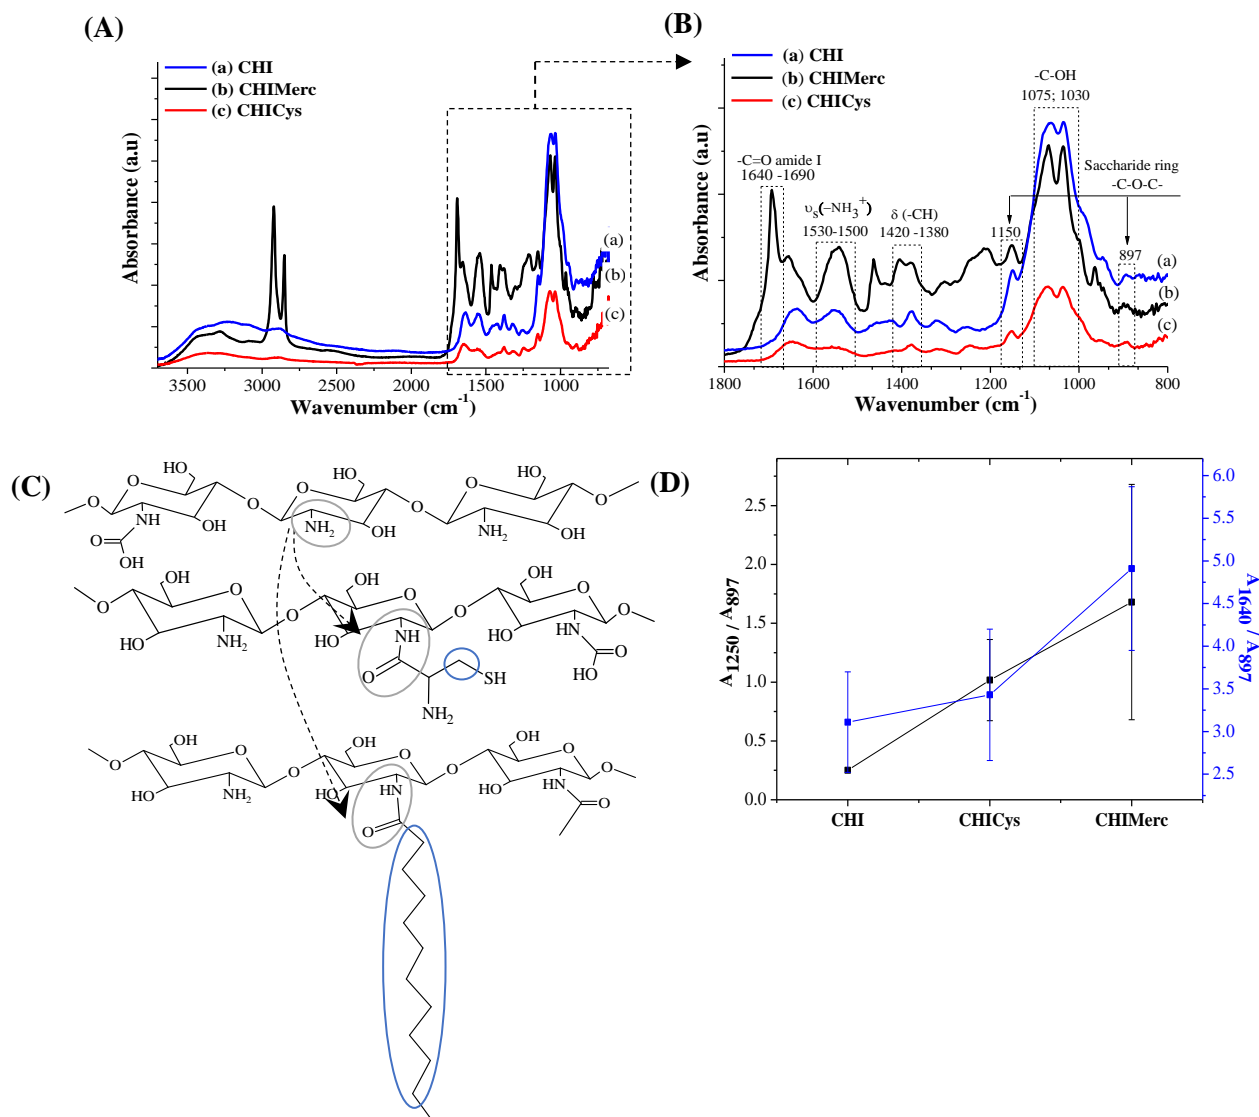 (A)
(a) CHI
(b) CHIMerc
(c) CHICys
Absorbance (a.u)
(a)
(b)
(c)
3500 3000 2500 2000 1500 1000
Wavenumber (cm-1)
(B)
(a) CHI
(b) CHIMerc
(c) CHICys
-C-OH
1075; 1030
-C=O amide I
1640 -1690
Saccharide ring
-C-O-C-
υs(–NH3+)
1530-1500
δ (-CH)
1420 -1380
1150
897
(a)
(b)
(c)
Absorbance (a.u)
1800 1600 1400 1200 1000 800
Wavenumber (cm-1)
(C)
HO HO HO
O O O O O O O
NH OH NH2 OH NH2 OH
O OH
OH OH OH
O O O O O O O
HO NH2 HO NH HO NH
O SH HO O
NH2
HO OH HO
O O O O O O O
HO NH2 HO HN HO NH
O O
(D)
A1250 / A897
2.5
2.0
1.5
1.0
0.5
0.0
CHI CHICys CHIMerc
6.0
5.5
5.0
4.5
4.0
3.5
3.0
2.5
A1640 / A897